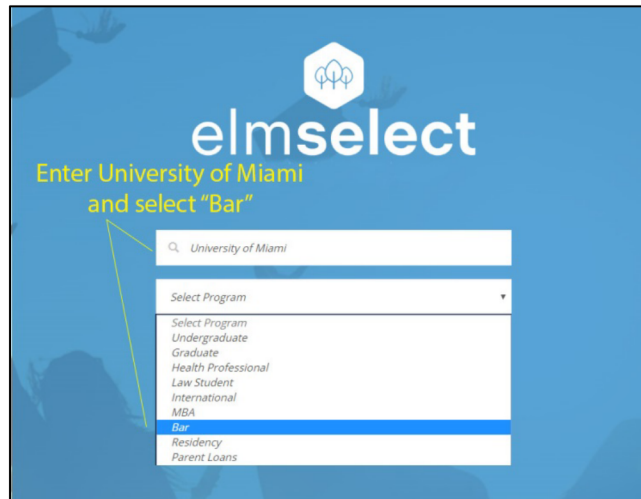 elmselect
Enter University of Miami
and select “Bar”
University of Miami
Select Program
Select Program
Undergraduate
Graduate
Health Professional
Law Student
International
MBA
Bar
Residency
Parent Loans